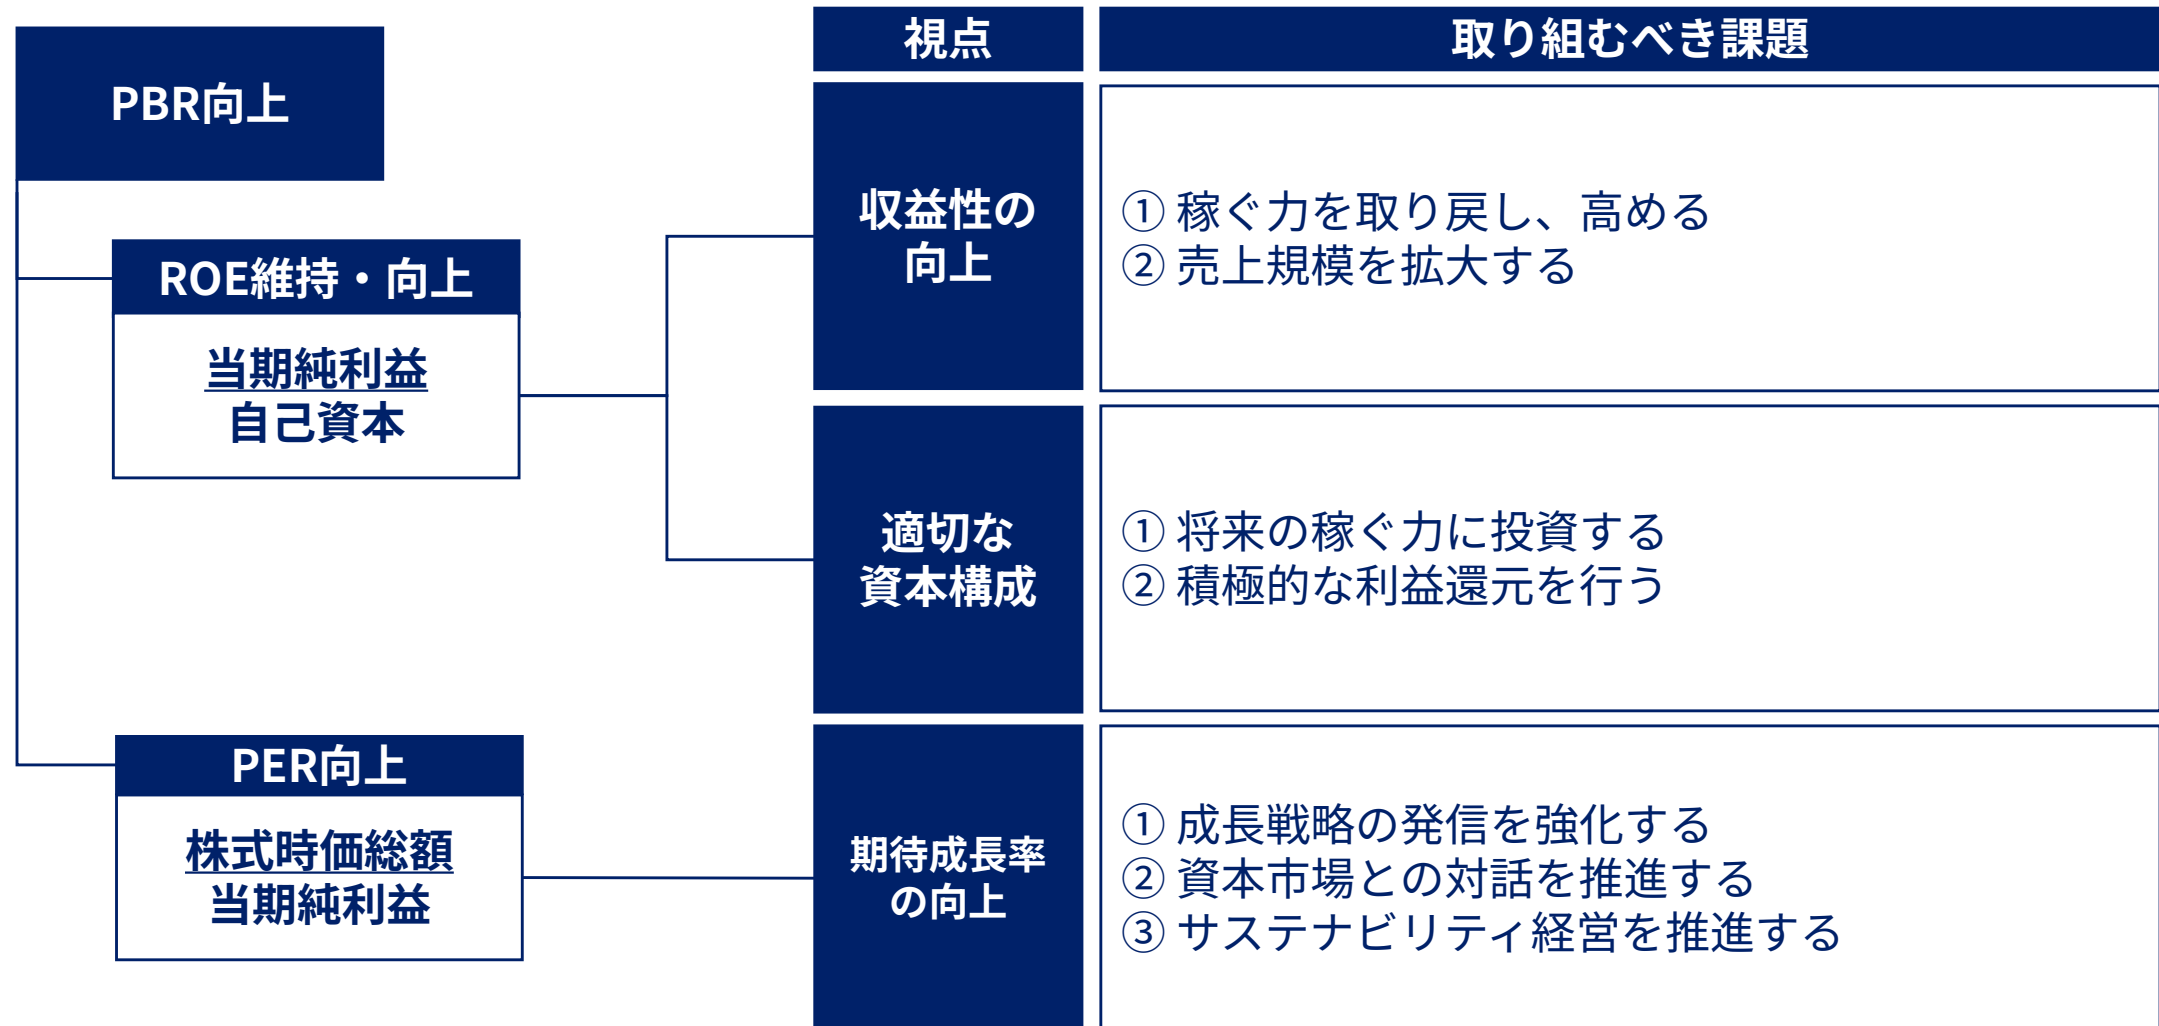 PBR向上
ROE維持・向上
当期純利益
自己資本
PER向上
株式時価総額
当期純利益
視点
取り組むべき課題
収益性の
向上
① 稼ぐ力を取り戻し、高める
② 売上規模を拡大する
適切な
資本構成
① 将来の稼ぐ力に投資する
② 積極的な利益還元を行う
期待成長率
の向上
① 成長戦略の発信を強化する
② 資本市場との対話を推進する
③ サステナビリティ経営を推進する